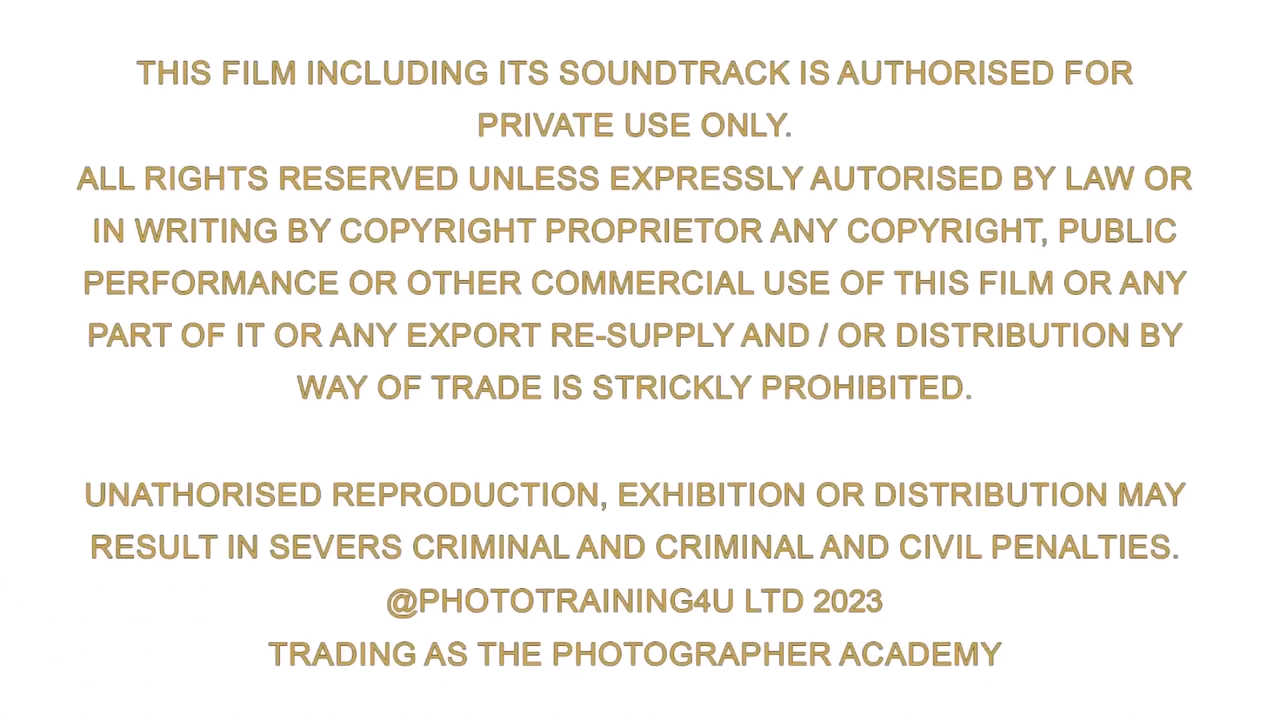 THIS FILM INCLUDING ITS SOUNDTRACK IS AUTHORISED FOR
PRIVATE USE ONLY.
ALL RIGHTS RESERVED UNLESS EXPRESSLY AUTORISED BY LAW OR
IN WRITING BY COPYRIGHT PROPRIETOR ANY COPYRIGHT, PUBLIC
PERFORMANCE OR OTHER COMMERCIAL USE OF THIS FILM OR ANY
PART OF IT OR ANY EXPORT RE-SUPPLY AND / OR DISTRIBUTION BY
WAY OF TRADE IS STRICKLY PROHIBITED.
UNATHORISED REPRODUCTION, EXHIBITION OR DISTRIBUTION MAY
RESULT IN SEVERS CRIMINAL AND CRIMINAL AND CIVIL PENALTIES.
@PHOTOTRAINING4U LTD 2023
TRADING AS THE PHOTOGRAPHER ACADEMY